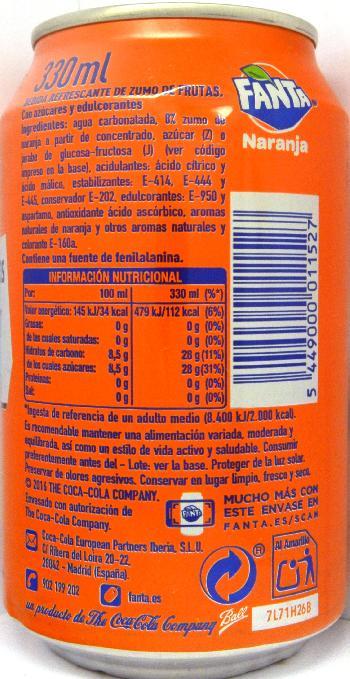 330ml
BEBIDA REFRESCANTE DE ZUMO DE FRUTAS.
Con azúcares y edulcorantes
Ingredientes: agua carbonatada, 8% zumo de
naranja a partir de concentrado, azúcar (Z) o
jarabe de glucosa-fructosa (J) (ver código
impreso en la base), acidulantes: ácido cítrico y
ácido málico, estabilizantes: E-414, E-444 y
E-445, conservador E-202, edulcorantes: E-950 y
aspartamo, antioxidante ácido ascórbico, aromas
naturales de naranja y otros aromas naturales y
colorante E-160a.
Contiene una fuente de fenilalanina.
FANTA
Naranja
INFORMACIÓN NUTRICIONAL
Por: 100 ml 330 ml (%*)
Valor energético: 145 kJ/34 kcal 479 kJ/112 kcal (6%)
Grasas: 0 g 0 g (0%)
de las cuales saturadas: 0 g 0 g (0%)
Hidratos de carbono: 8,5 g 28 g (11%)
de los cuales azúcares: 8,5 g 28 g (31%)
Proteínas: 0 g 0 g (0%)
Sal: 0 g 0 g (0%)
5 449000 011527
*Ingesta de referencia de un adulto medio (8.400 kJ/2.000 kcal).
Es recomendable mantener una alimentación variada, moderada y
equilibrada, así como un estilo de vida activo y saludable. Consumir
preferentemente antes del - Lote: ver la base. Proteger de la luz solar.
Preservar de olores agresivos. Conservar en lugar limpio, fresco y seco.
© 2016 THE COCA-COLA COMPANY.
Envasado con autorización de
The Coca-Cola Company.
FANTA
MUCHO MÁS CON
ESTE ENVASE EN
FANTA.ES/SCAN
Coca-Cola European Partners Iberia, S.L.U.
C/ Ribera del Loira 20-22.
28042 - Madrid (España).
902 199 202 fanta.es
un producto de The Coca-Cola Company
®
Al Amarillo
Ball
7L71H26B